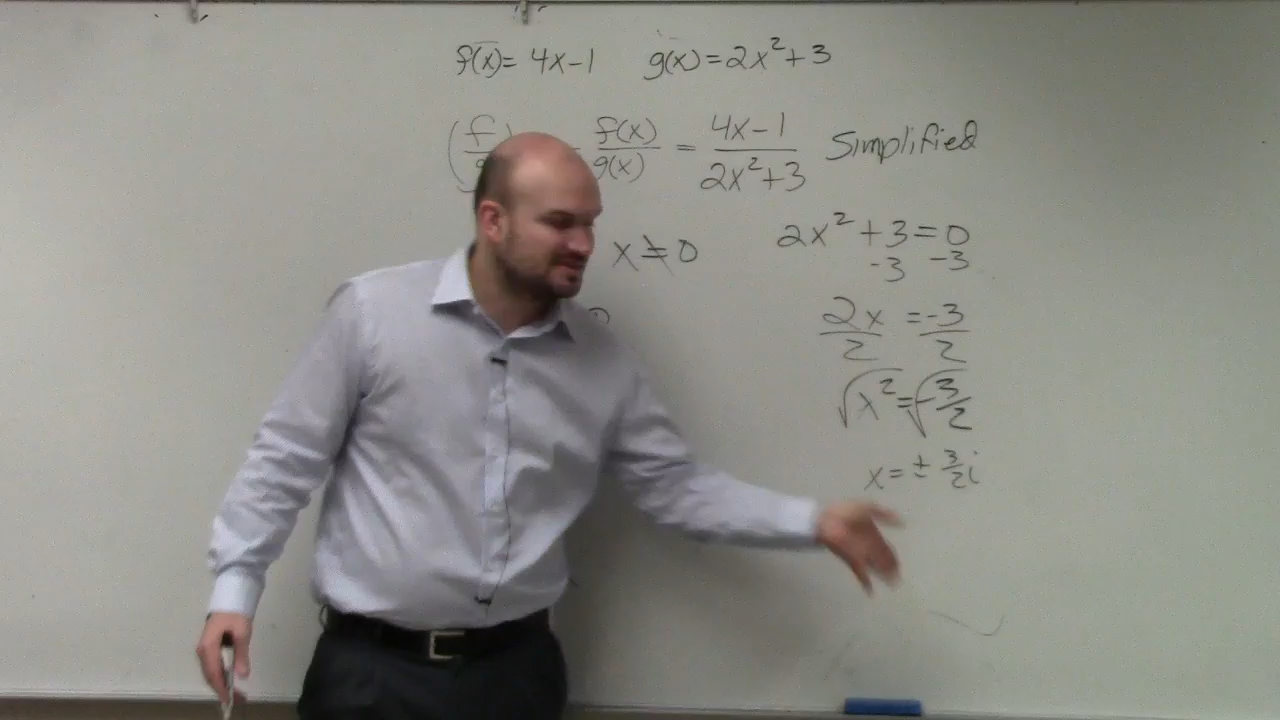 f(x)= 4x-1 g(x)=2x²+3
(f/ f(x)/g(x) = 4x-1/2x²+3 Simplified
x≠0 2x²+3=0
-3 -3
2x/2 = -3/2
√x² = √-3/2
x=± 3/2i